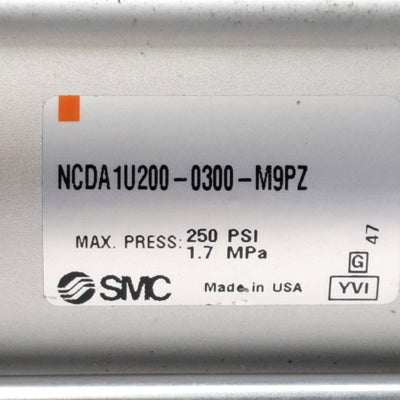 NCDA1U200-0300-M9PZ
MAX. PRESS: 250 PSI
1.7 MPa
47
G
SMC Made in USA YVI